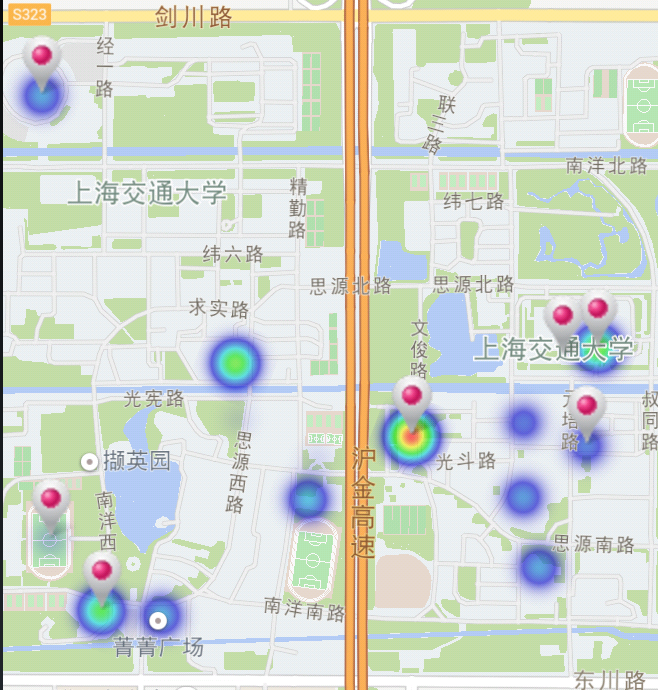 S323
剑川路
经一路
联三路
南洋北路
上海交通大学
精勤路
纬七路
纬六路
思源北路
思源北路
求实路
文俊路
上海交通大学
光宪路
元培路
叔同路
思源西路
沪金高速
光斗路
撷英园
南洋西
思源南路
南洋南路
菁菁广场
东川路